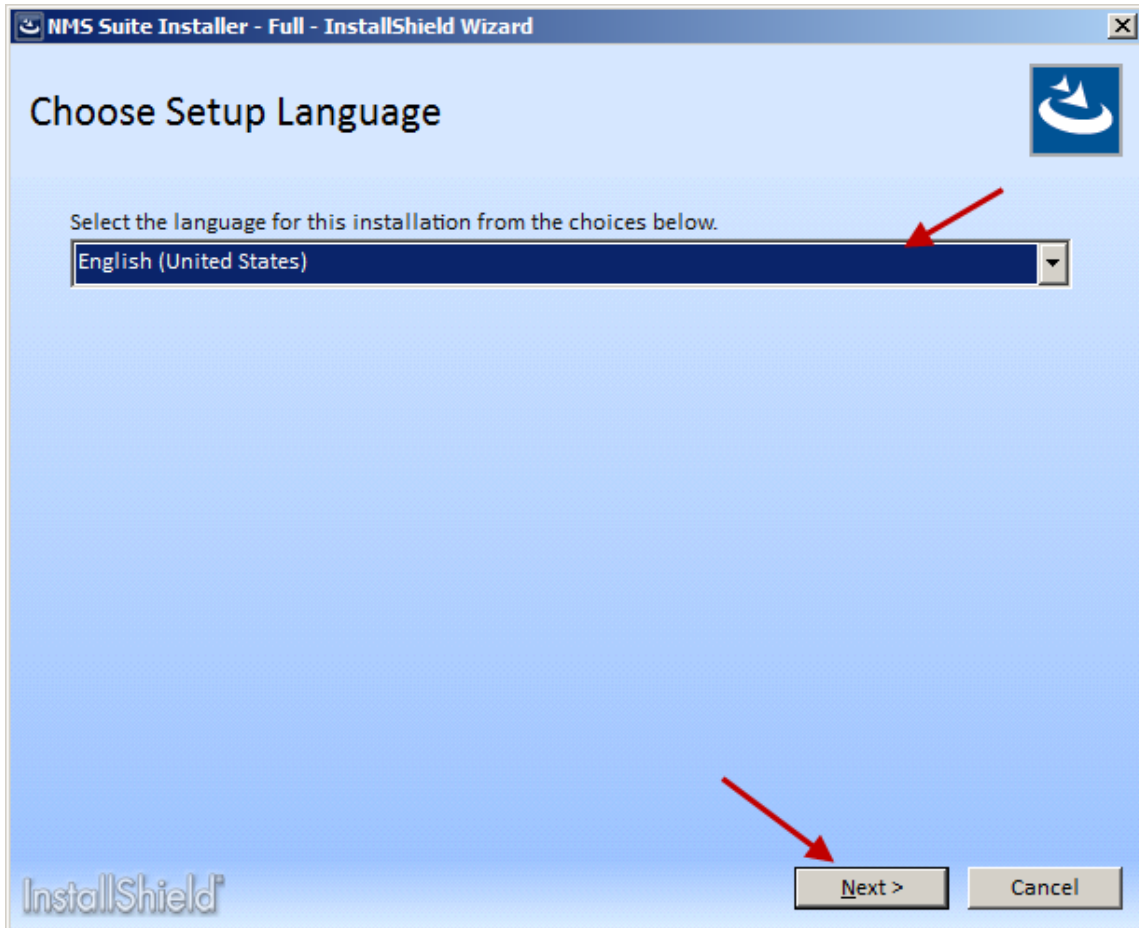 NMS Suite Installer - Full - InstallShield Wizard
Choose Setup Language
Select the language for this installation from the choices below.
English (United States)
InstallShield
Next >
Cancel